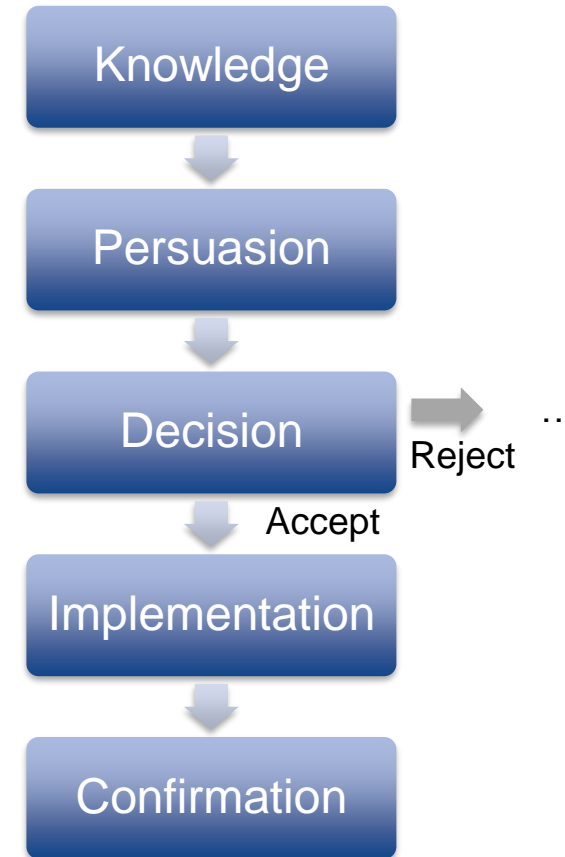 Knowledge
Persuasion
Decision
..
Reject
Accept
Implementation
Confirmation